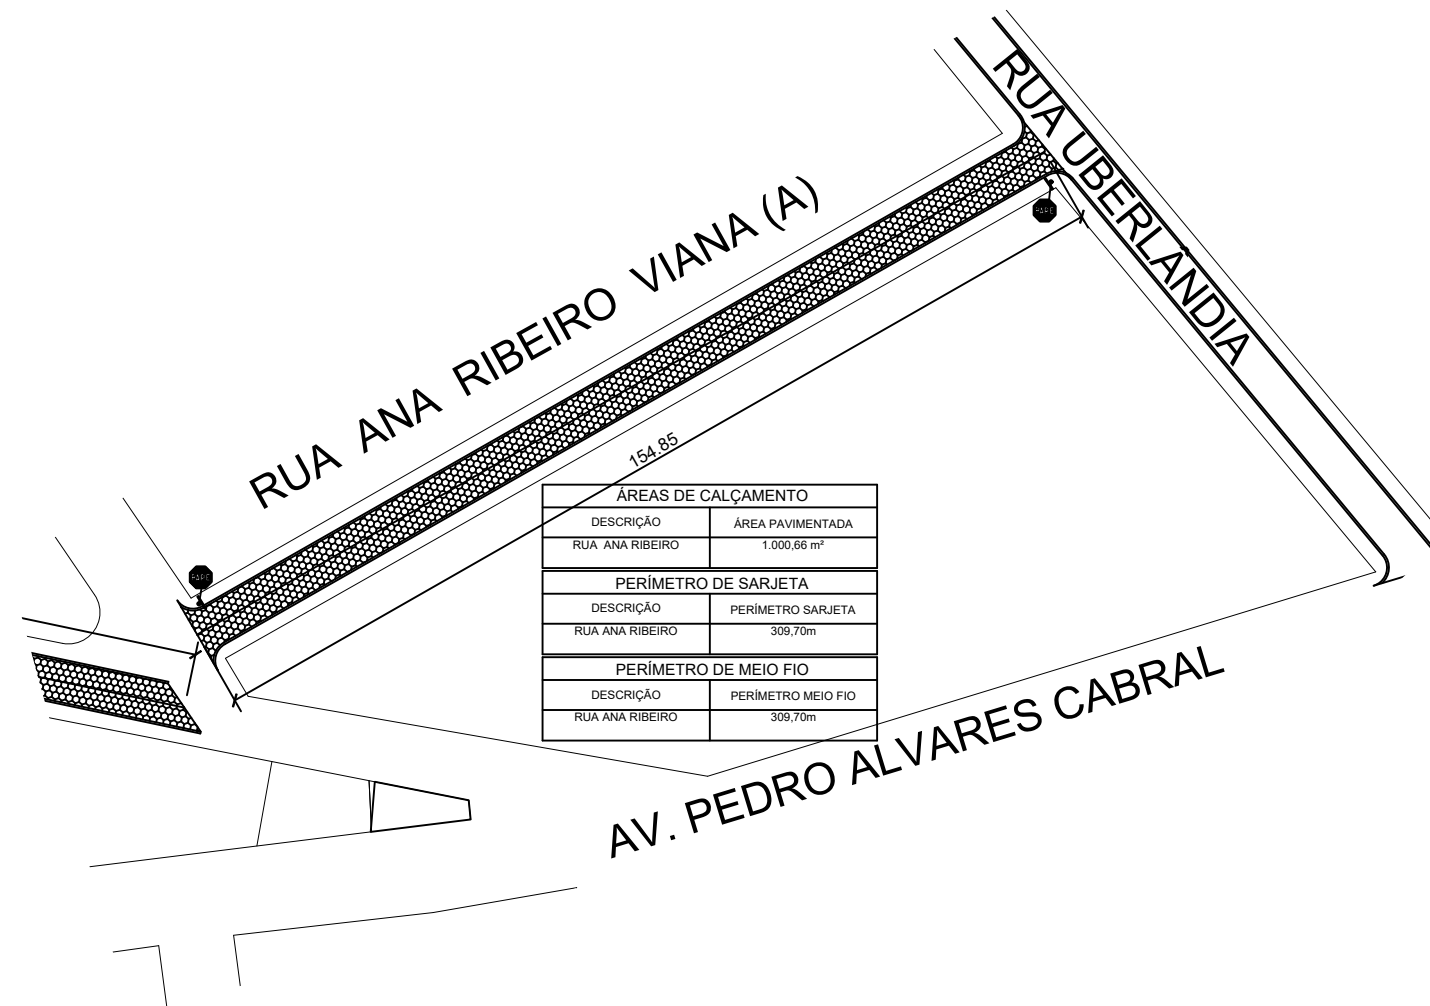 RUA UBERLÂNDIA
RUA ANA RIBEIRO VIANA (A)
PARE
154.85
ÁREAS DE CALÇAMENTO
DESCRIÇÃO ÁREA PAVIMENTADA
RUA ANA RIBEIRO 1.000,66 m²
PERÍMETRO DE SARJETA
DESCRIÇÃO PERÍMETRO SARJETA
RUA ANA RIBEIRO 309,70m
PERÍMETRO DE MEIO FIO
DESCRIÇÃO PERÍMETRO MEIO FIO
RUA ANA RIBEIRO 309,70m
PARE
AV. PEDRO ALVARES CABRAL